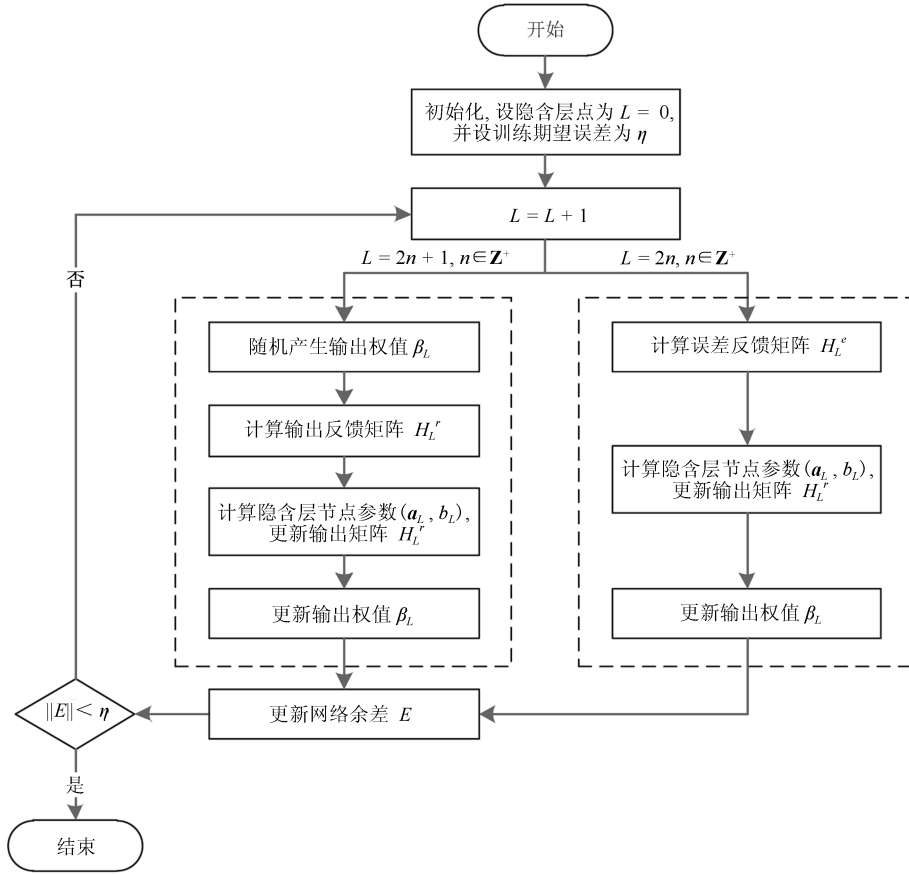 开始
初始化, 设隐含层点为 L = 0,
并设训练期望误差为 η
L = L + 1
L = 2n + 1, n∈Z⁺
L = 2n, n∈Z⁺
否
随机产生输出权值 β_L
计算输出反馈矩阵 H_L^r
计算隐含层节点参数(a_L, b_L),
更新输出矩阵 H_L^r
更新输出权值 β_L
计算误差反馈矩阵 H_L^e
计算隐含层节点参数(a_L, b_L),
更新输出矩阵 H_L^r
更新输出权值 β_L
更新网络余差 E
||E||< η
是
结束